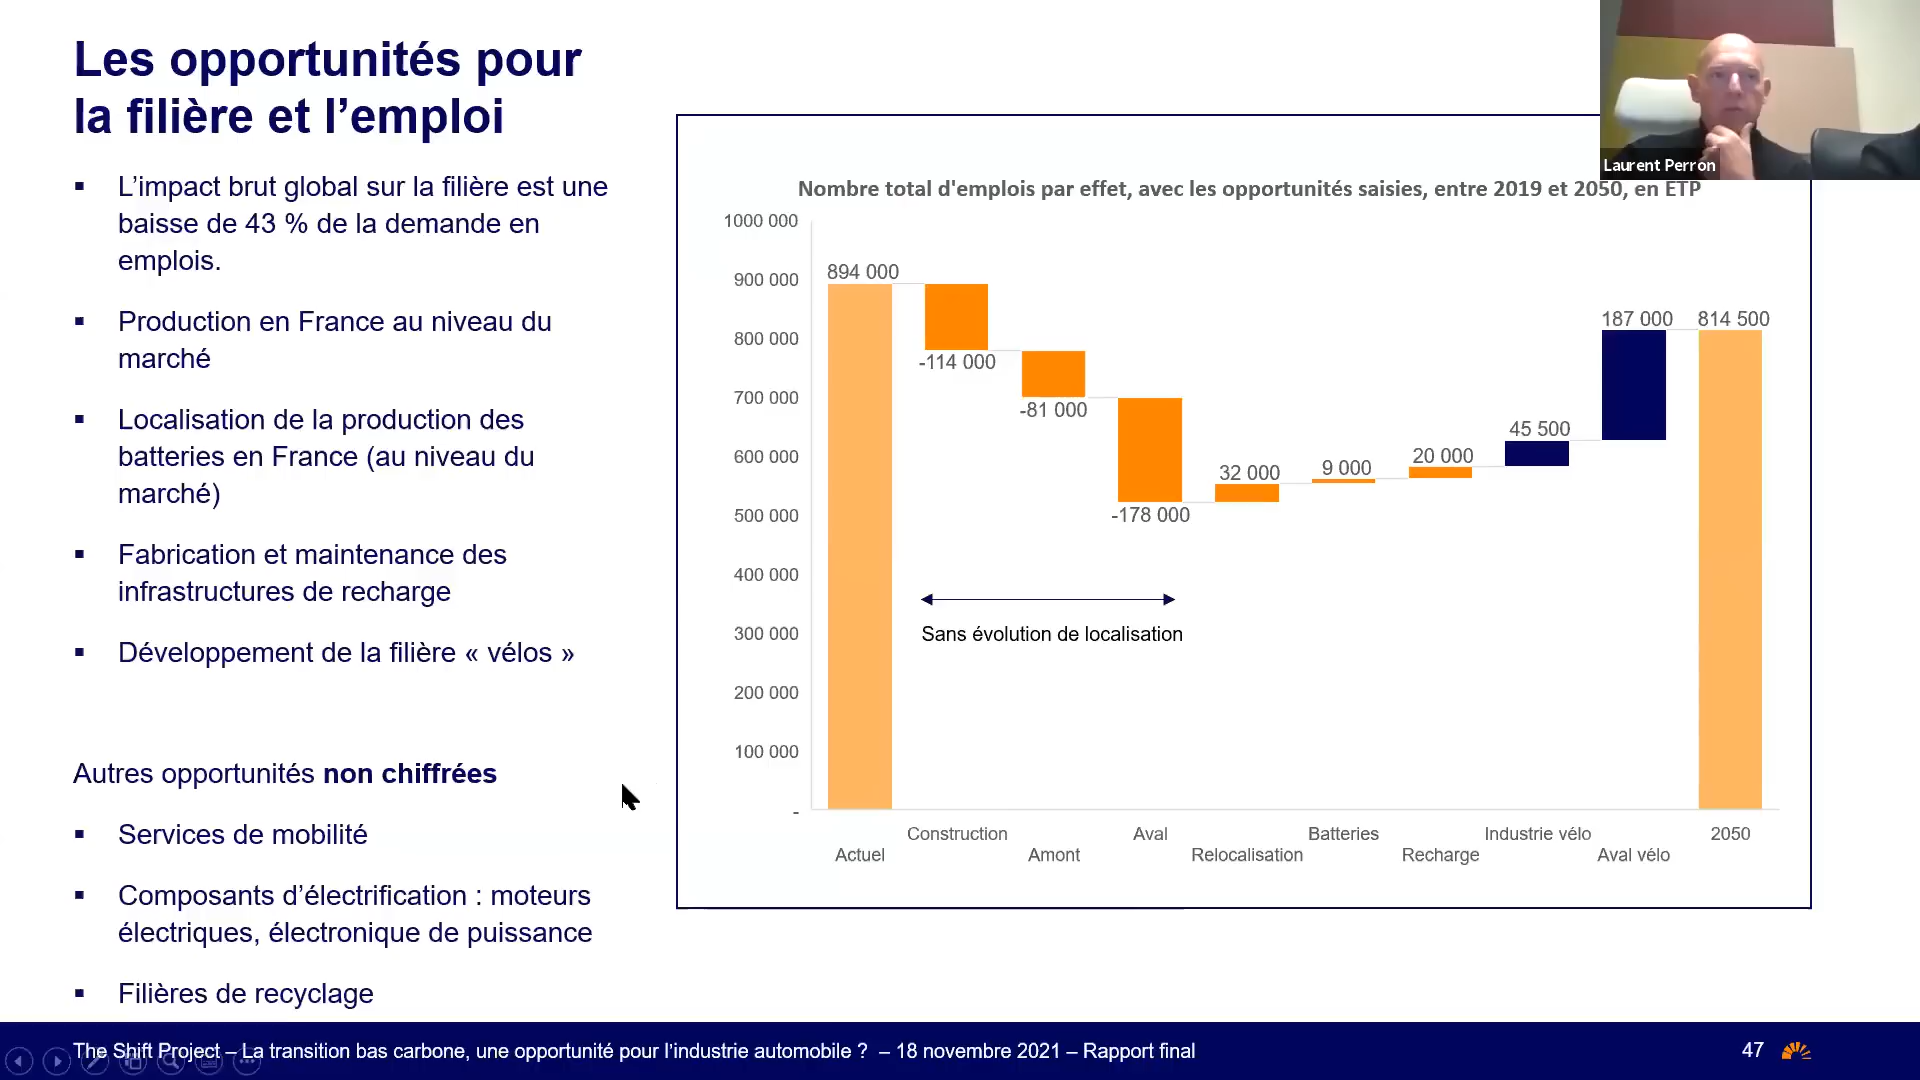 Les opportunités pour
la filière et l’emploi
▪ L’impact brut global sur la filière est une
baisse de 43 % de la demande en
emplois.
▪ Production en France au niveau du
marché
▪ Localisation de la production des
batteries en France (au niveau du
marché)
▪ Fabrication et maintenance des
infrastructures de recharge
▪ Développement de la filière « vélos »
Autres opportunités non chiffrées
▪ Services de mobilité
▪ Composants d’électrification : moteurs
électriques, électronique de puissance
▪ Filières de recyclage
Laurent Perron
Nombre total d'emplois par effet, avec les opportunités saisies, entre 2019 et 2050, en ETP
1000 000
900 000
800 000
700 000
600 000
500 000
400 000
300 000
200 000
100 000
-
894 000
-114 000
-81 000
-178 000
32 000
9 000
20 000
45 500
187 000
814 500
Sans évolution de localisation
Actuel
Construction
Amont
Aval
Relocalisation
Batteries
Recharge
Industrie vélo
Aval vélo
2050
The Shift Project – La transition bas carbone, une opportunité pour l’industrie automobile ? – 18 novembre 2021 – Rapport final
47